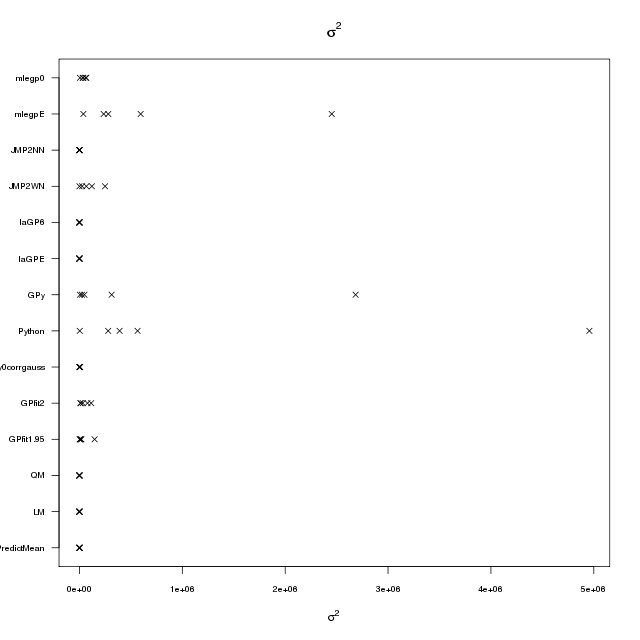 σ²
mlegp0
mlegpE
JMP2NN
JMP2WN
laGP6
laGPE
GPy
Python
y0corrgauss
GPfit2
GPfit1.95
QM
LM
PredictMean
0e+00 1e+06 2e+06 3e+06 4e+06 5e+06
σ²